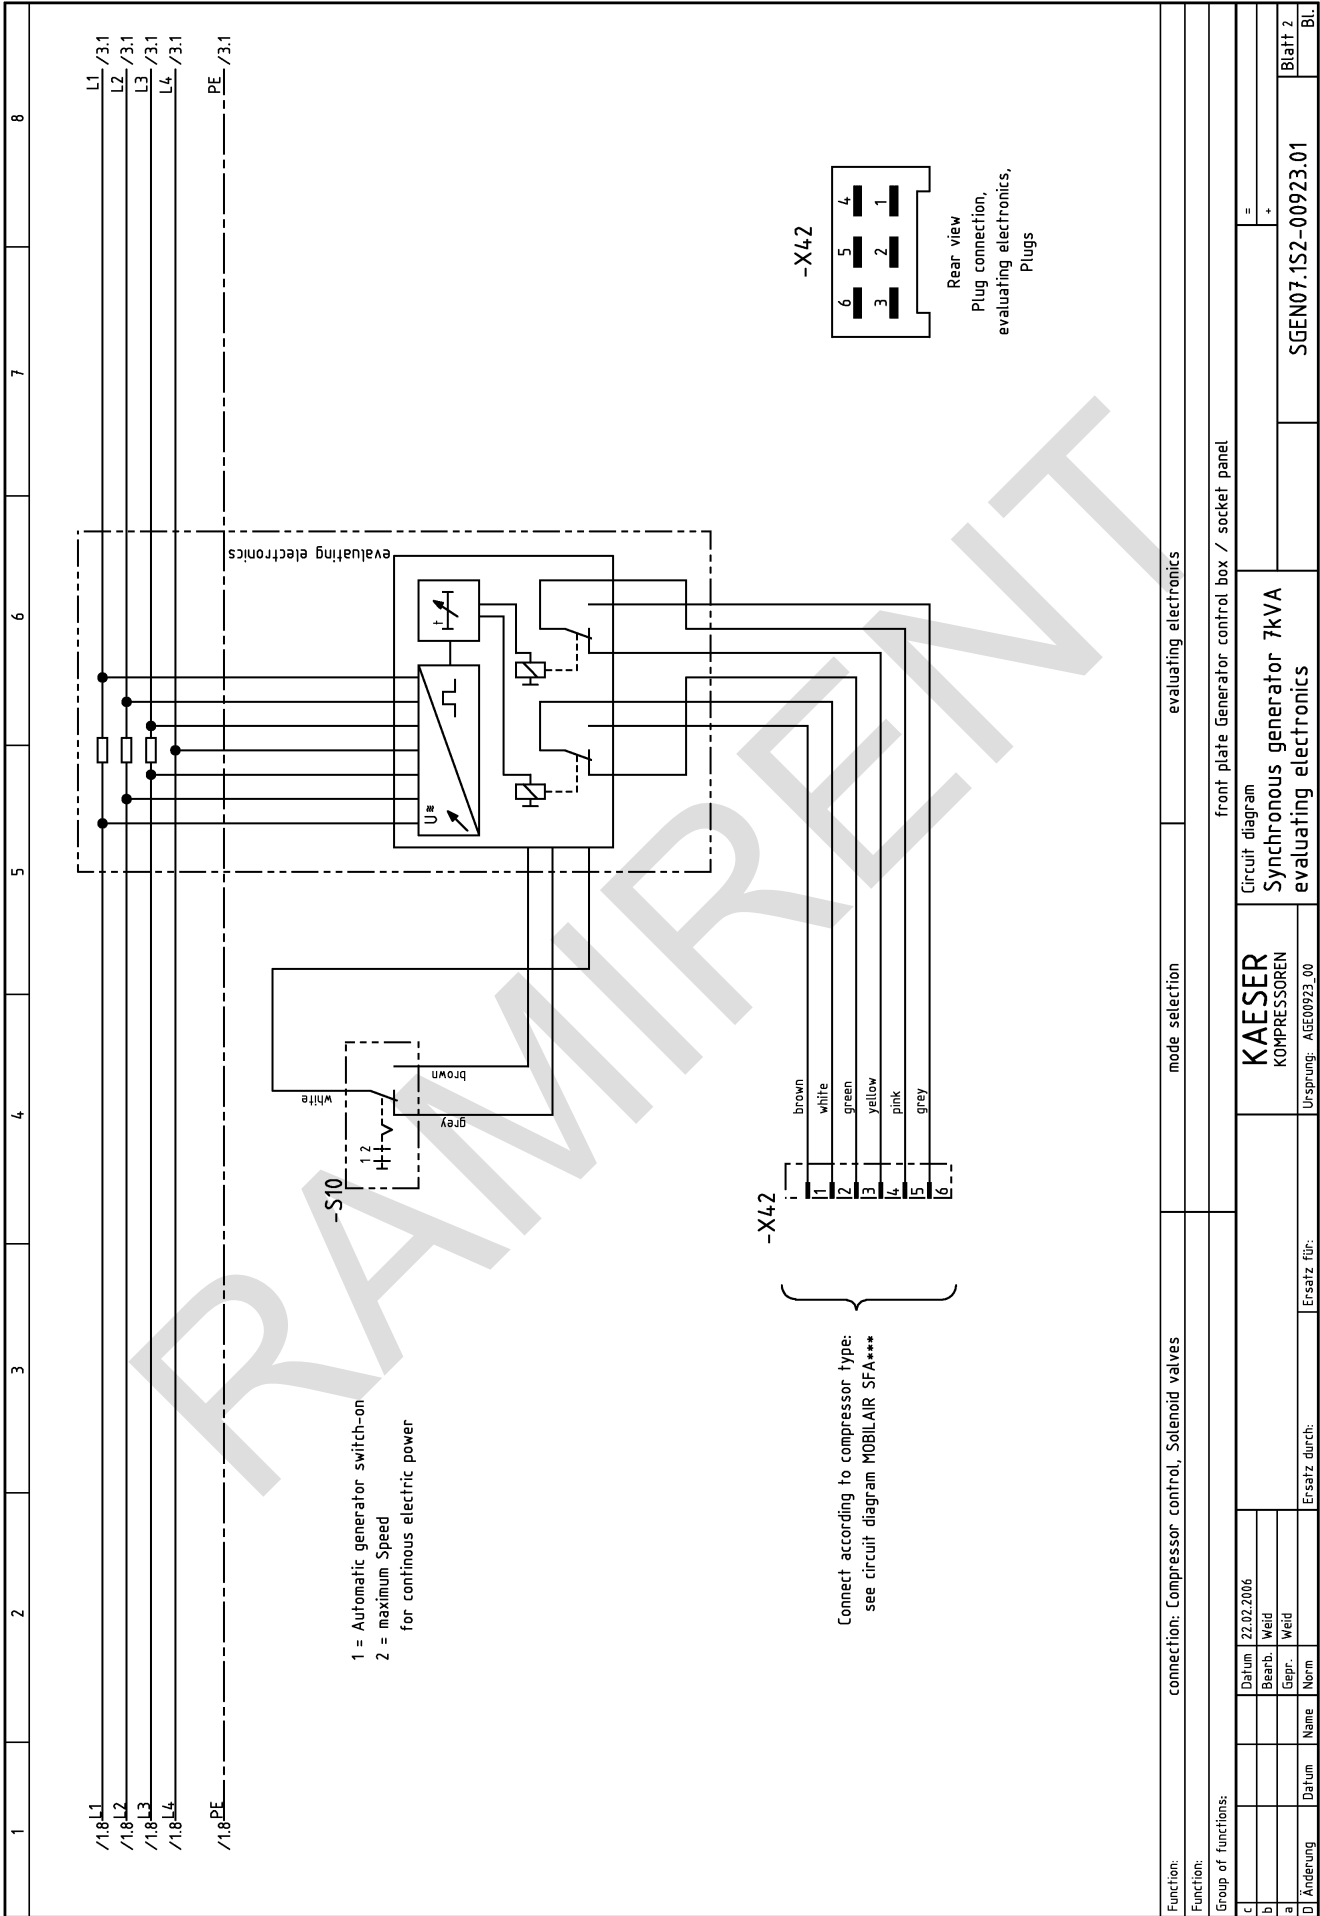 1 2 3 4 5 6 7 8
/1.8 L1
/1.8 L2
/1.8 L3
/1.8 L4
/1.8 PE
L1 /3.1
L2 /3.1
L3 /3.1
L4 /3.1
PE /3.1
evaluating electronics
U
t
-S10
1 2
white
brown
grey
1 = Automatic generator switch-on
2 = maximum Speed
for continous electric power
-X42
brown
white
green
yellow
pink
grey
1
2
3
4
5
6
Connect according to compressor type:
see circuit diagram MOBILAIR SFA***
-X42
6 5 4
3 2 1
Rear view
Plug connection,
evaluating electronics,
Plugs
RAMIRENT
Function: connection: Compressor control, Solenoid valves mode selection evaluating electronics
Function:
Group of functions: front plate Generator control box / socket panel
c Datum 22.02.2006
b Bearb. Weid
a Gepr. Weid
D Änderung Datum Name Norm
Ersatz durch: Ersatz für:
KAESER
KOMPRESSOREN
Ursprung: AGE00923_00
Circuit diagram
Synchronous generator 7kVA
evaluating electronics
=
+
SGEN07.1S2-00923.01
Blatt 2
Bl.